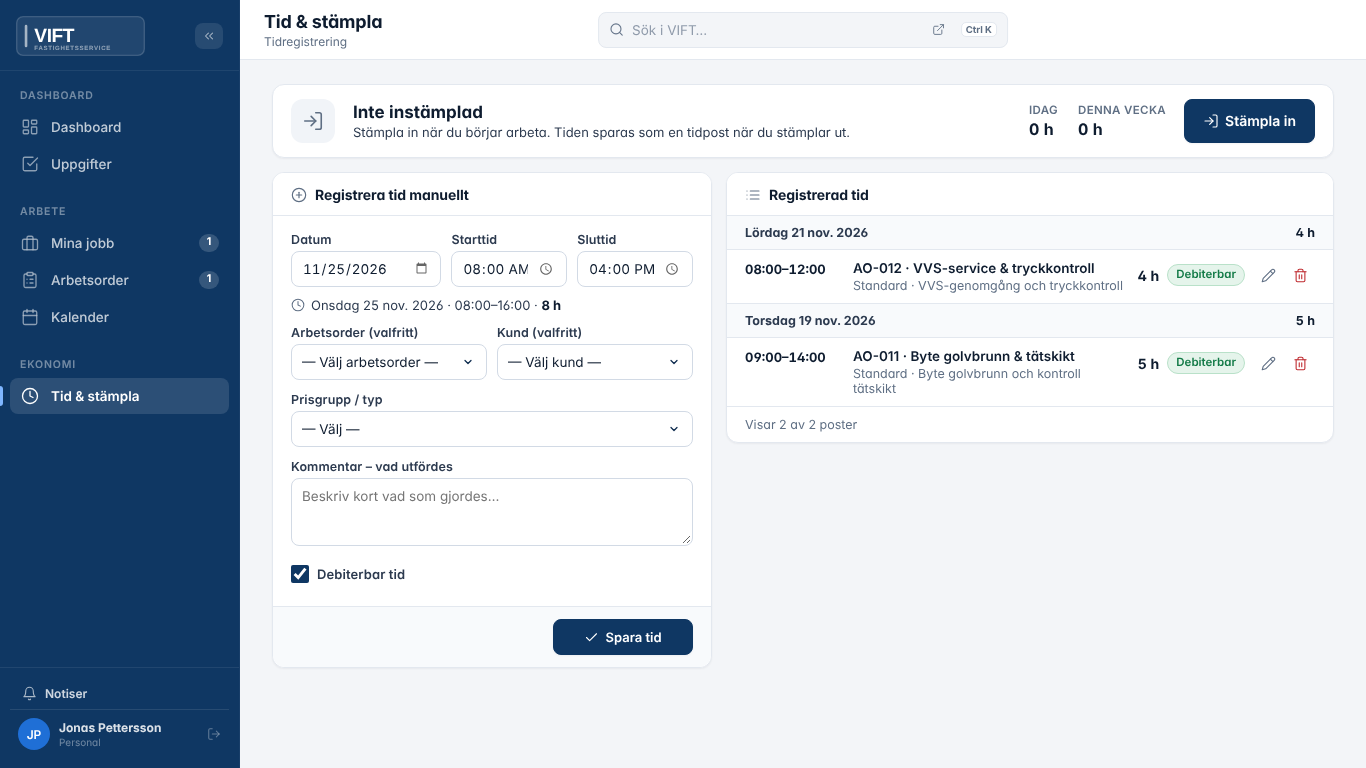 VIFT
FASTIGHETSSERVICE
DASHBOARD
Dashboard
Uppgifter
ARBETE
Mina jobb 1
Arbetsorder 1
Kalender
EKONOMI
Tid & stämpla
Notiser
JP
Jonas Pettersson
Personal
Tid & stämpla
Tidregistrering
Sök i VIFT... Ctrl K
Inte instämplad
Stämpla in när du börjar arbeta. Tiden sparas som en tidpost när du stämplar ut.
IDAG
0 h
DENNA VECKA
0 h
Stämpla in
Registrera tid manuellt
Datum Starttid Sluttid
11/25/2026 08:00 AM 04:00 PM
Onsdag 25 nov. 2026 · 08:00–16:00 · 8 h
Arbetsorder (valfritt) Kund (valfritt)
— Välj arbetsorder — — Välj kund —
Prisgrupp / typ
— Välj —
Kommentar – vad utfördes
Beskriv kort vad som gjordes...
Debiterbar tid
Spara tid
Registrerad tid
Lördag 21 nov. 2026 4 h
08:00–12:00 AO-012 · VVS-service & tryckkontroll 4 h Debiterbar
Standard · VVS-genomgång och tryckkontroll
Torsdag 19 nov. 2026 5 h
09:00–14:00 AO-011 · Byte golvbrunn & tätskikt 5 h Debiterbar
Standard · Byte golvbrunn och kontroll
tätskikt
Visar 2 av 2 poster